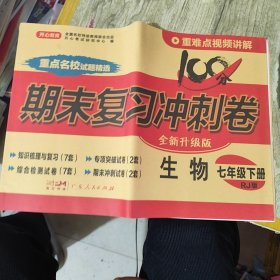 开心教育
重难点视频讲解
100分
重点名校试题精选
期末复习冲刺卷
全新升级版
知识梳理与复习(7套)
专项突破试卷(2套)
综合检测试卷(7套)
期末冲刺试卷(2套)
生物
七年级下册
RJ版
广东人民出版社